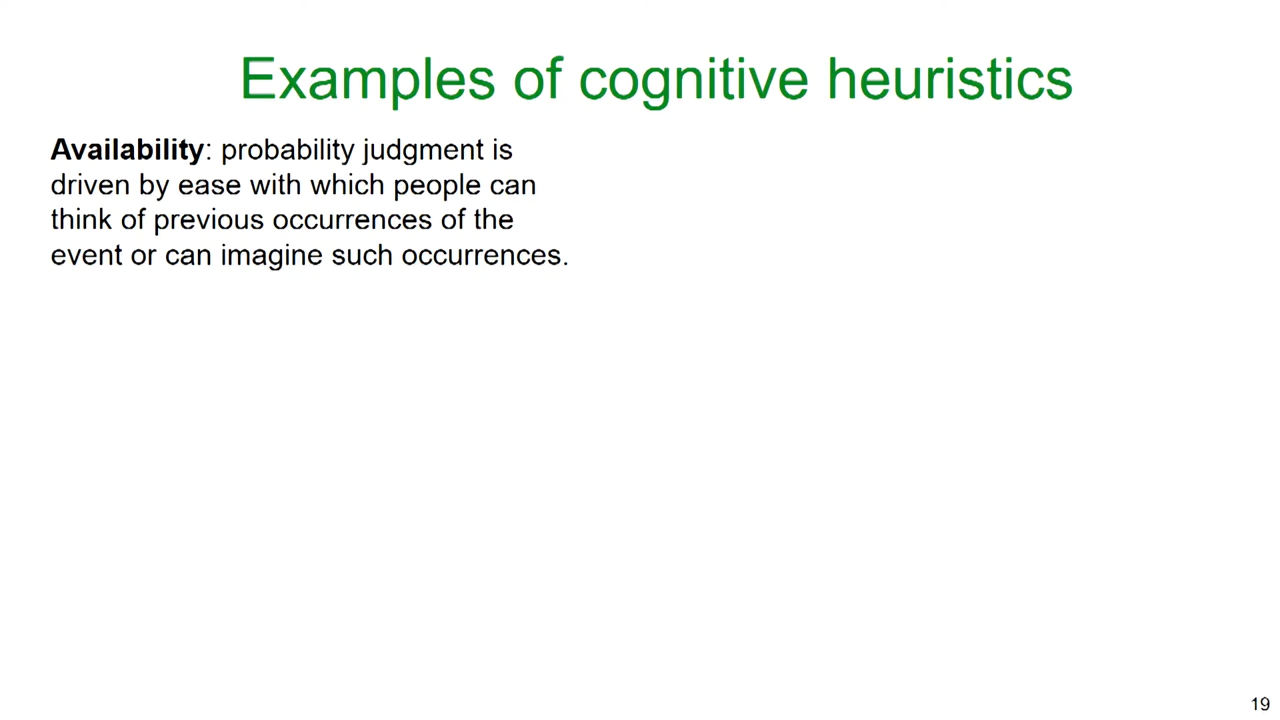 Examples of cognitive heuristics
Availability: probability judgment is
driven by ease with which people can
think of previous occurrences of the
event or can imagine such occurrences.
19